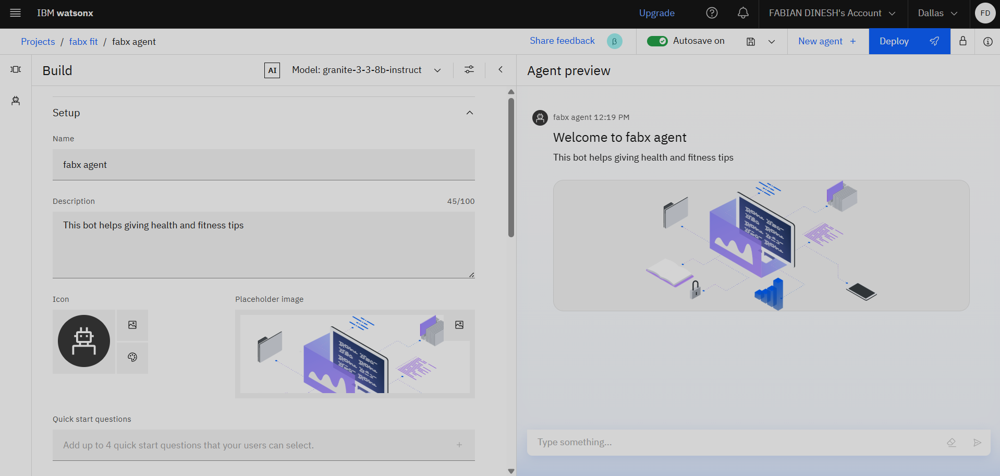 IBM watsonx
Upgrade
FABIAN DINESH's Account
Dallas
FD
Projects / fabx fit / fabx agent
Share feedback
β
Autosave on
New agent +
Deploy
Build
AI
Model: granite-3-3-8b-instruct
Agent preview
Setup
Name
fabx agent
Description
45/100
This bot helps giving health and fitness tips
Icon
Placeholder image
Quick start questions
Add up to 4 quick start questions that your users can select.
fabx agent 12:19 PM
Welcome to fabx agent
This bot helps giving health and fitness tips
Type something...